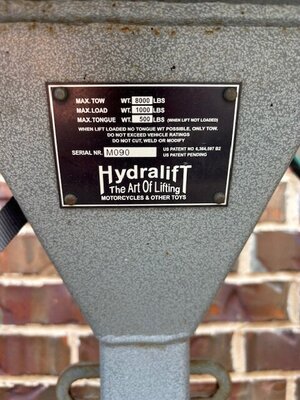 MAX. TOW WT. 8000 LBS
MAX. LOAD WT. 1000 LBS
MAX. TONGUE WT. 500 LBS (WHEN LIFT NOT LOADED)
WHEN LIFT LOADED NO TONGUE WT POSSIBLE, ONLY TOW.
DO NOT EXCEED VEHICLE RATINGS
DO NOT CUT, WELD OR MODIFY
SERIAL NR. M090
US PATENT NO 6,364,597 B2
US PATENT PENDING
Hydralift
The Art Of Lifting
MOTORCYCLES & OTHER TOYS